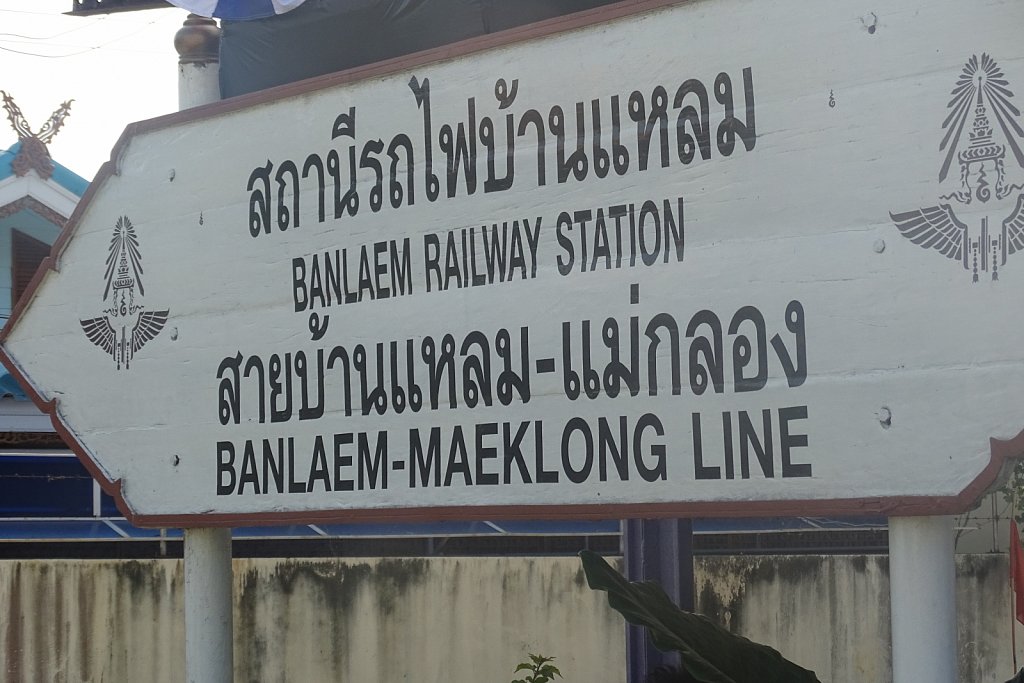 สถานีรถไฟบ้านแหลม
BANLAEM RAILWAY STATION
สายบ้านแหลม-แม่กลอง
BANLAEM-MAEKLONG LINE